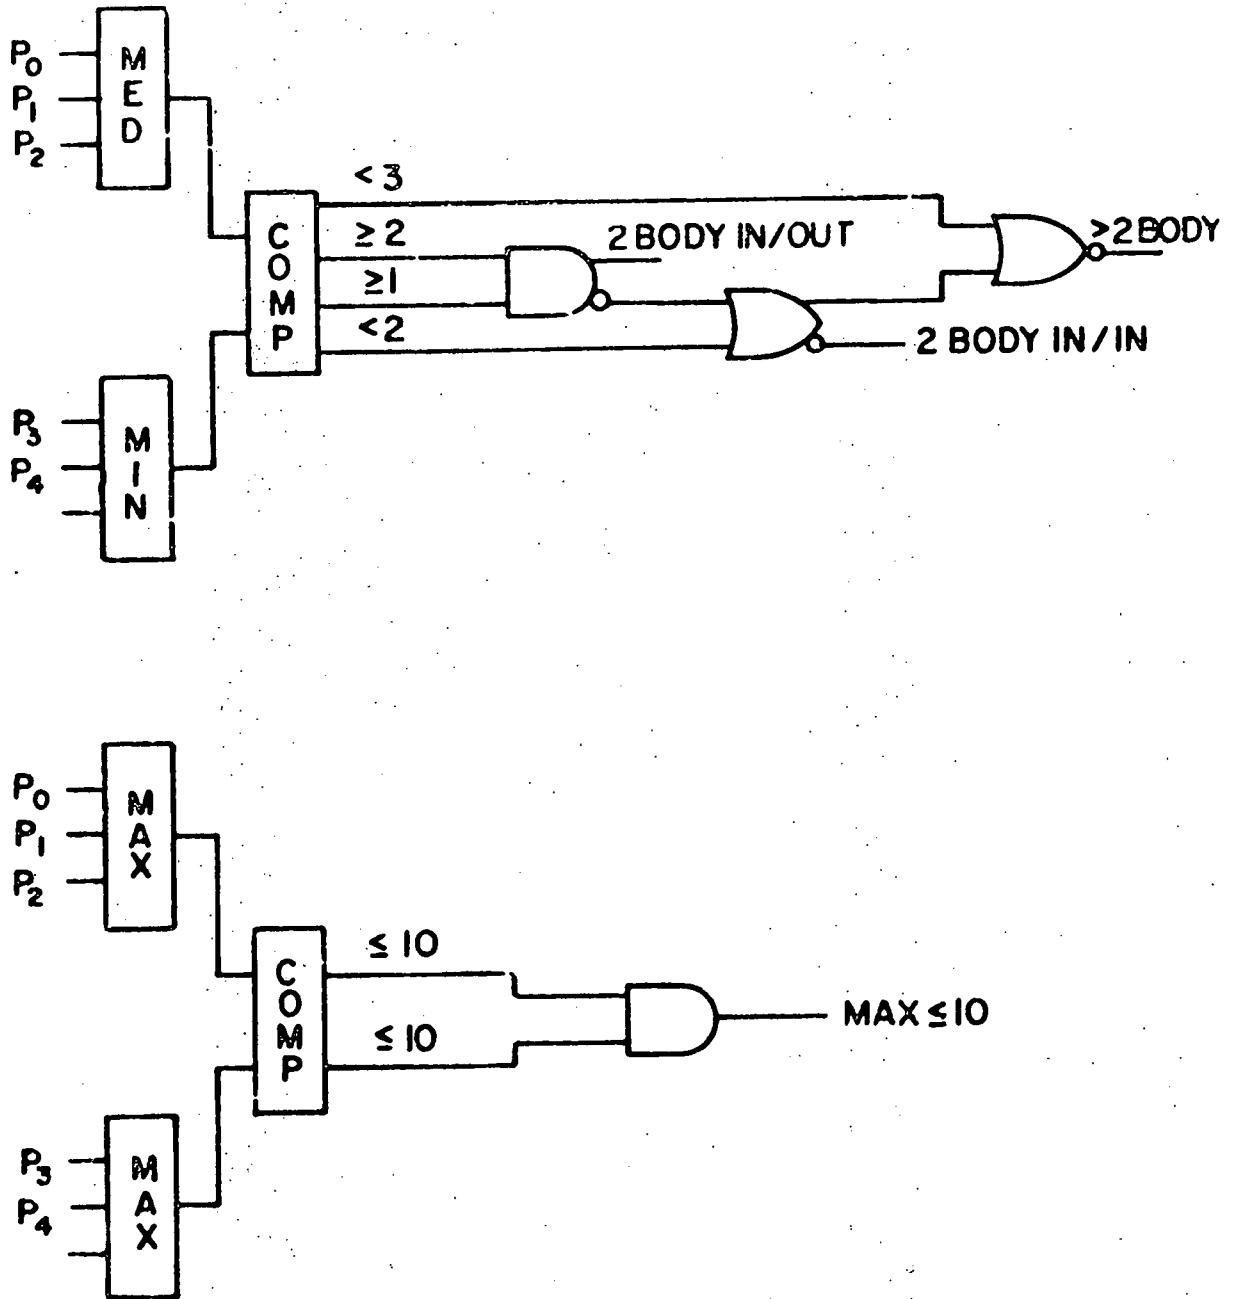 P0
P1
P2
MED
<3
≥2
≥1
<2
COMP
2 BODY IN/OUT
>2 BODY
2 BODY IN/IN
P3
P4
MIN
P0
P1
P2
MAX
COMP
≤ 10
≤ 10
MAX ≤ 10
P3
P4
MAX